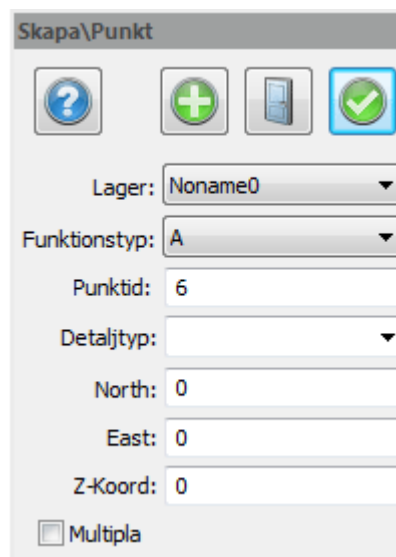 Skapa\Punkt
Lager: Noname0
Funktionstyp: A
Punktid: 6
Detaljtyp:
North: 0
East: 0
Z-Koord: 0
Multipla